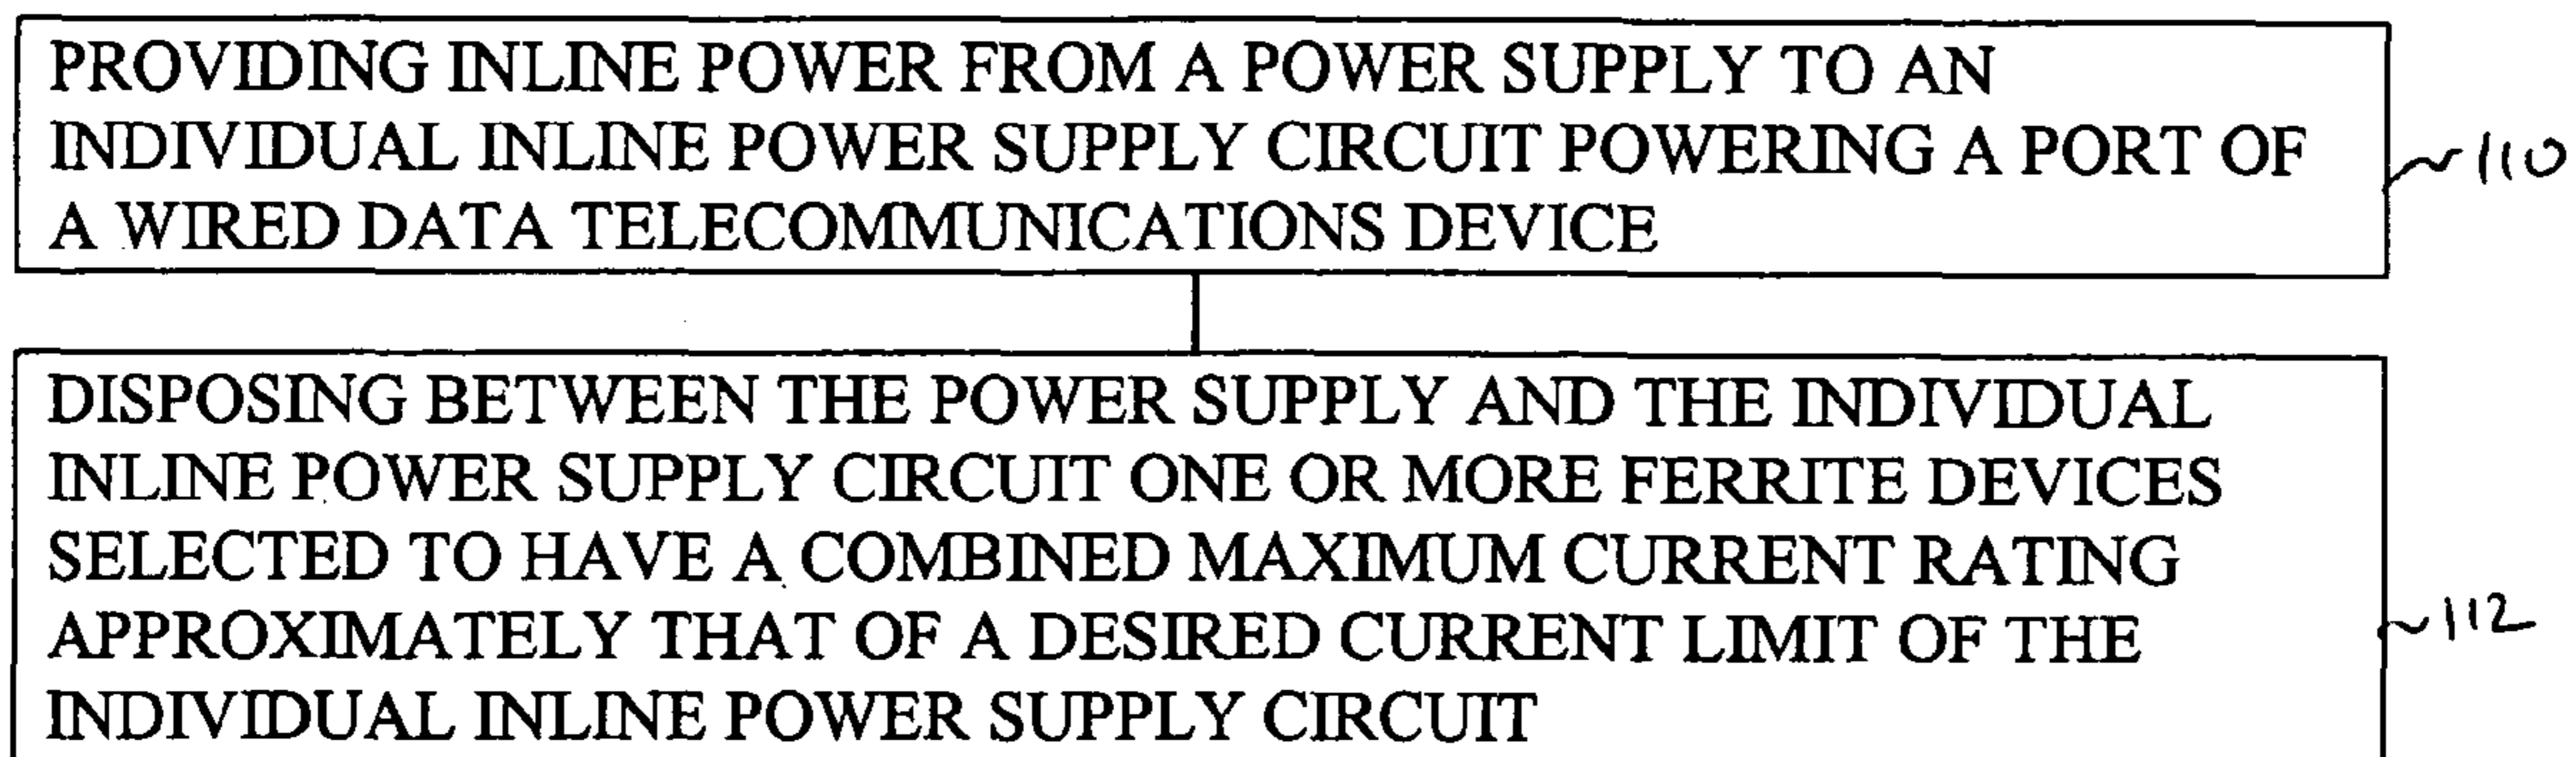 PROVIDING INLINE POWER FROM A POWER SUPPLY TO AN
INDIVIDUAL INLINE POWER SUPPLY CIRCUIT POWERING A PORT OF
A WIRED DATA TELECOMMUNICATIONS DEVICE
110
DISPOSING BETWEEN THE POWER SUPPLY AND THE INDIVIDUAL
INLINE POWER SUPPLY CIRCUIT ONE OR MORE FERRITE DEVICES
SELECTED TO HAVE A COMBINED MAXIMUM CURRENT RATING
APPROXIMATELY THAT OF A DESIRED CURRENT LIMIT OF THE
INDIVIDUAL INLINE POWER SUPPLY CIRCUIT
112